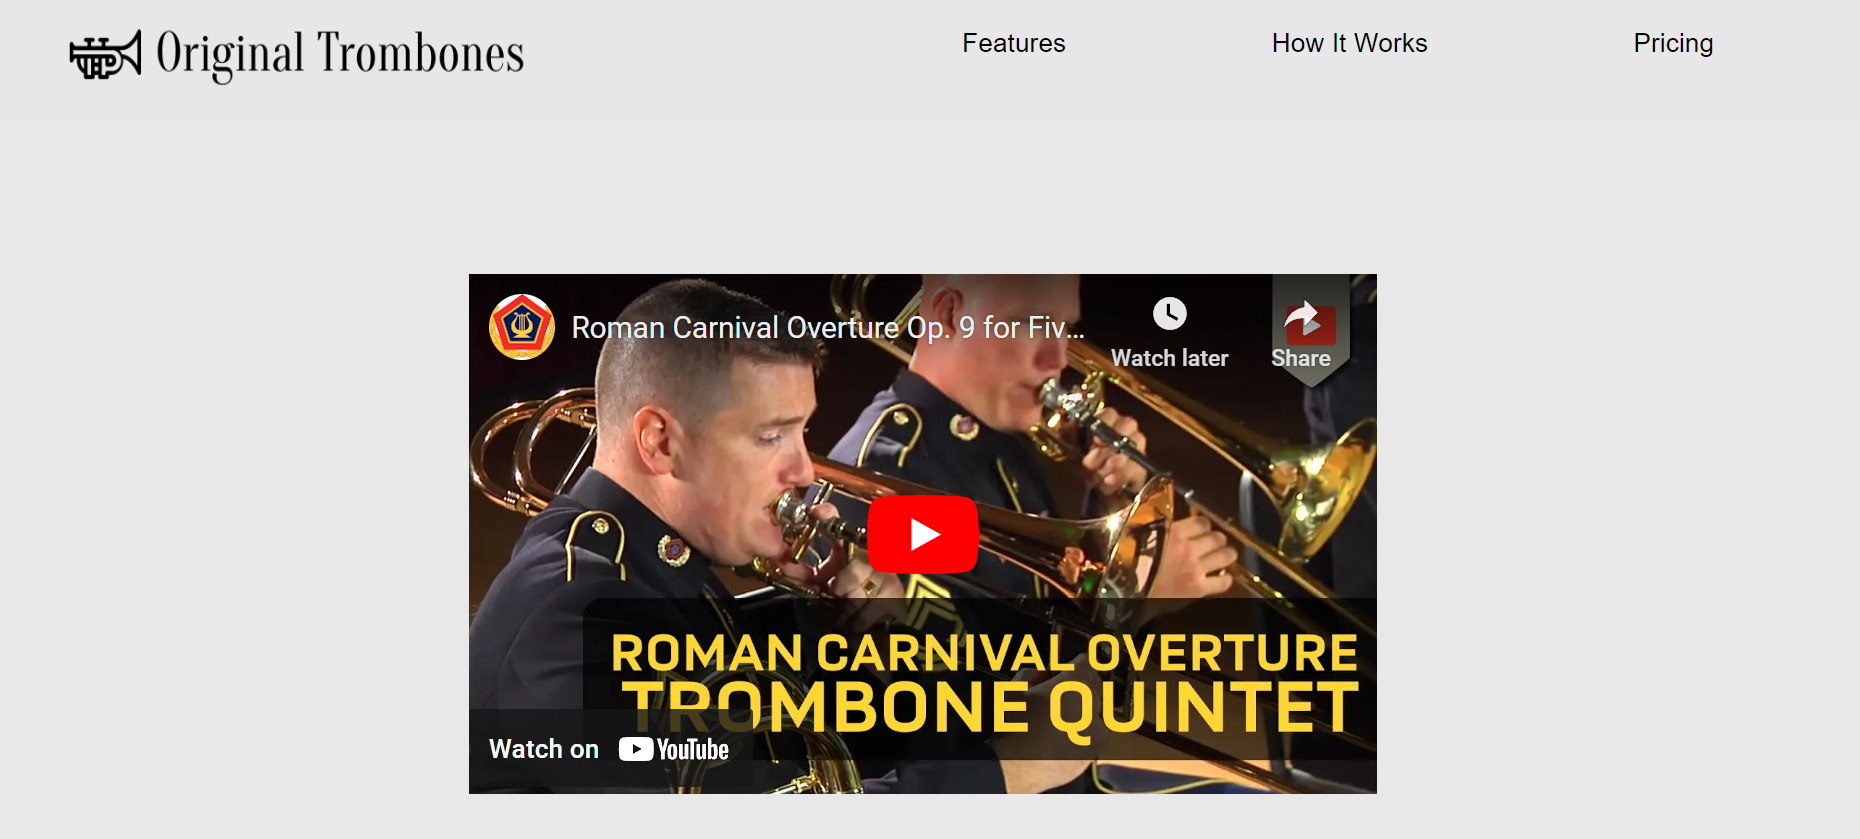 Original Trombones
Features
How It Works
Pricing
Roman Carnival Overture Op. 9 for Fiv...
Watch later
Share
ROMAN CARNIVAL OVERTURE
TROMBONE QUINTET
Watch on YouTube